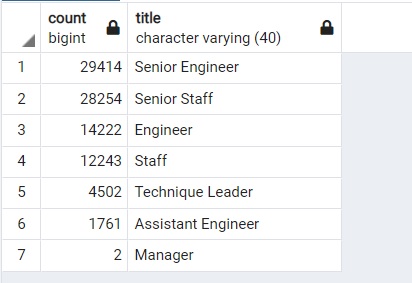 count title
bigint character varying (40)
1 29414 Senior Engineer
2 28254 Senior Staff
3 14222 Engineer
4 12243 Staff
5 4502 Technique Leader
6 1761 Assistant Engineer
7 2 Manager